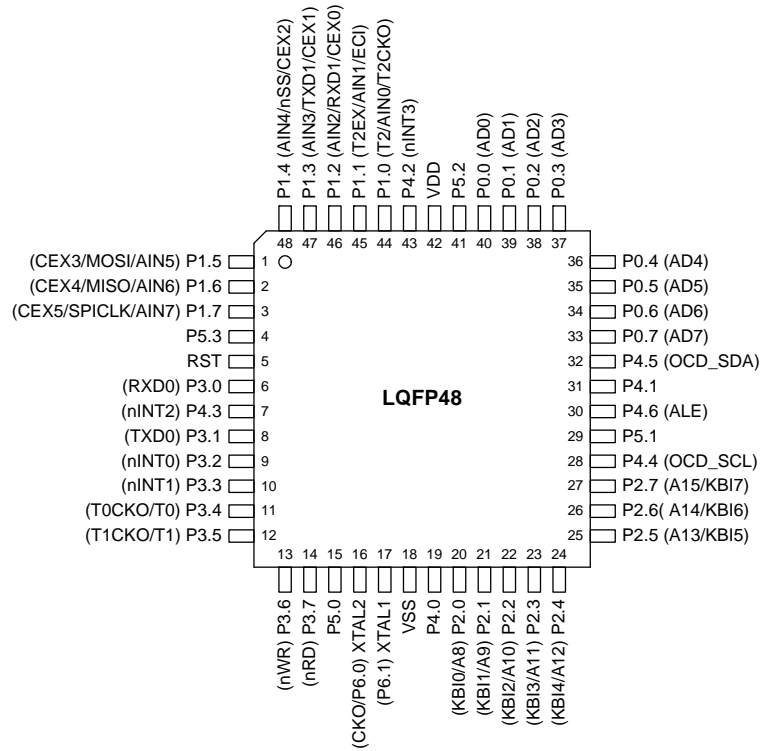 P1.4 (AIN4/nSS/CEX2)
P1.3 (AIN3/TXD1/CEX1)
P1.2 (AIN2/RXD1/CEX0)
P1.1 (T2EX/AIN1/ECI)
P1.0 (T2/AIN0/T2CKO)
P4.2 (nINT3)
VDD
P5.2
P0.0 (AD0)
P0.1 (AD1)
P0.2 (AD2)
P0.3 (AD3)
48 47 46 45 44 43 42 41 40 39 38 37
(CEX3/MOSI/AIN5) P1.5 1
(CEX4/MISO/AIN6) P1.6 2
(CEX5/SPICLK/AIN7) P1.7 3
P5.3 4
RST 5
(RXD0) P3.0 6
(nINT2) P4.3 7
(TXD0) P3.1 8
(nINT0) P3.2 9
(nINT1) P3.3 10
(T0CKO/T0) P3.4 11
(T1CKO/T1) P3.5 12
LQFP48
36 P0.4 (AD4)
35 P0.5 (AD5)
34 P0.6 (AD6)
33 P0.7 (AD7)
32 P4.5 (OCD_SDA)
31 P4.1
30 P4.6 (ALE)
29 P5.1
28 P4.4 (OCD_SCL)
27 P2.7 (A15/KBI7)
26 P2.6( A14/KBI6)
25 P2.5 (A13/KBI5)
13 14 15 16 17 18 19 20 21 22 23 24
(nWR) P3.6
(nRD) P3.7
P5.0
(CKO/P6.0) XTAL2
(P6.1) XTAL1
VSS
P4.0
(KBI0/A8) P2.0
(KBI1/A9) P2.1
(KBI2/A10) P2.2
(KBI3/A11) P2.3
(KBI4/A12) P2.4